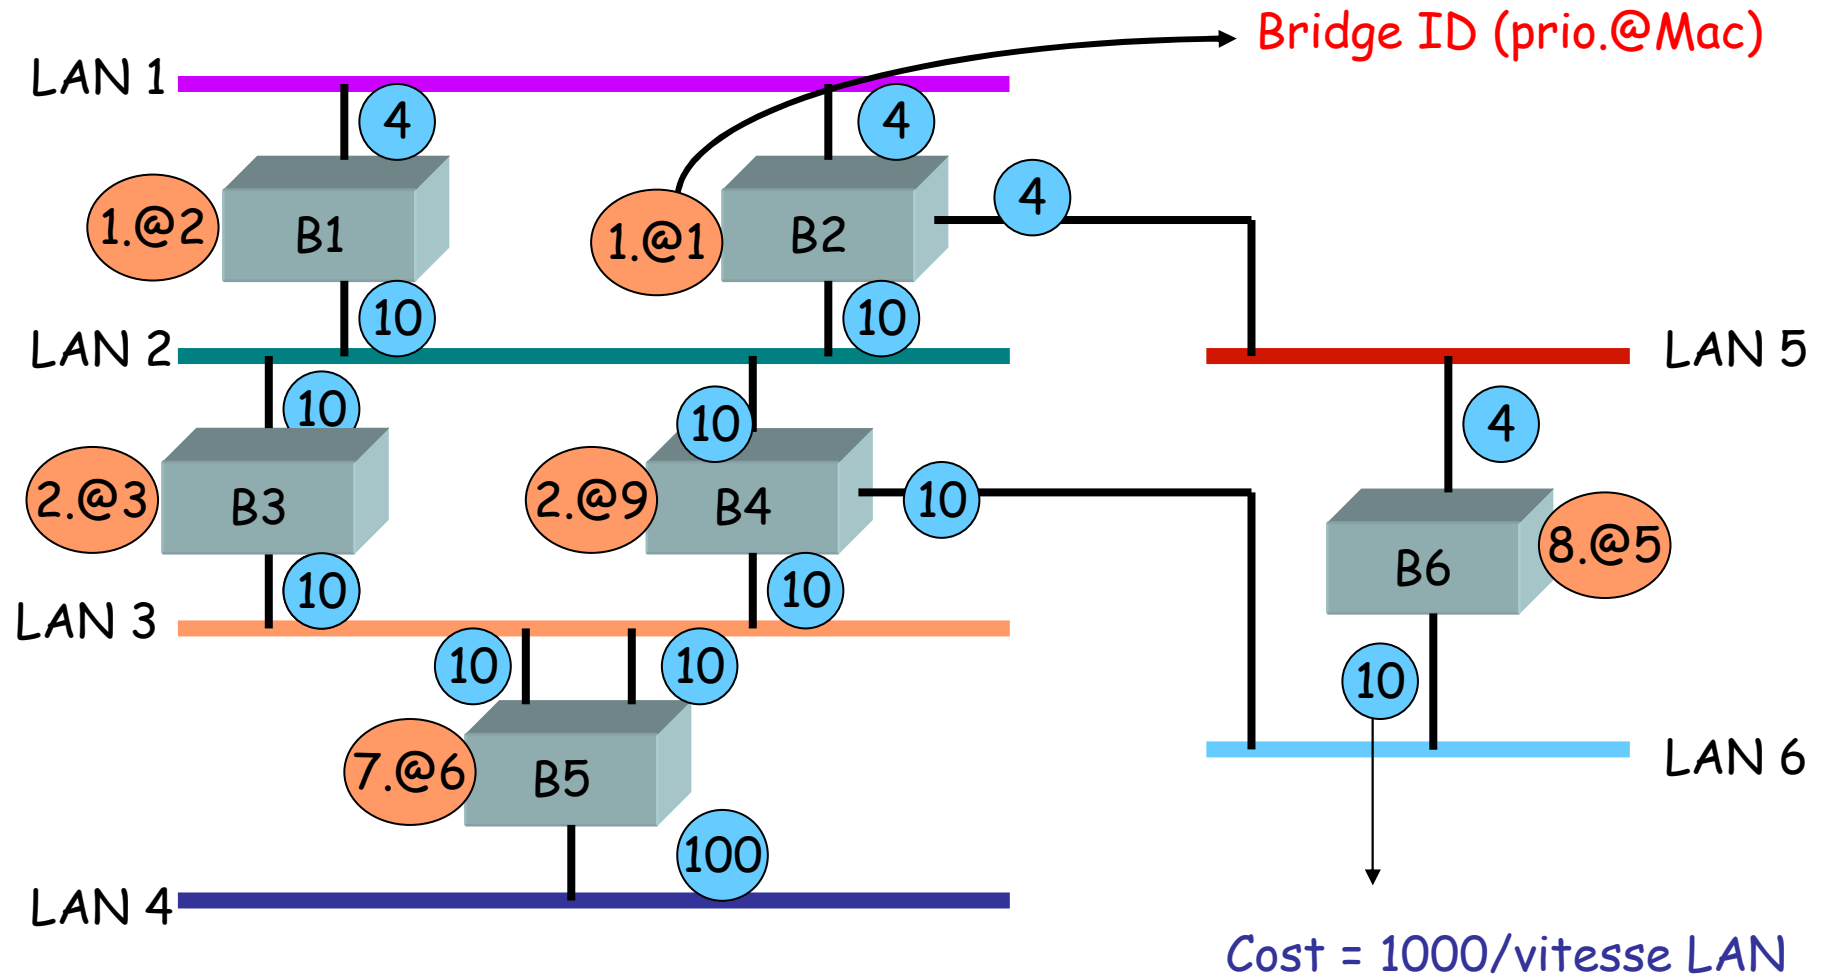 Bridge ID (prio.@Mac)
LAN 1
4
4
1.@2
B1
1.@1
B2
4
10
10
LAN 2
LAN 5
10
10
4
2.@3
B3
2.@9
B4
10
B6
8.@5
10
10
LAN 3
10
10
10
7.@6
B5
LAN 6
100
LAN 4
Cost = 1000/vitesse LAN